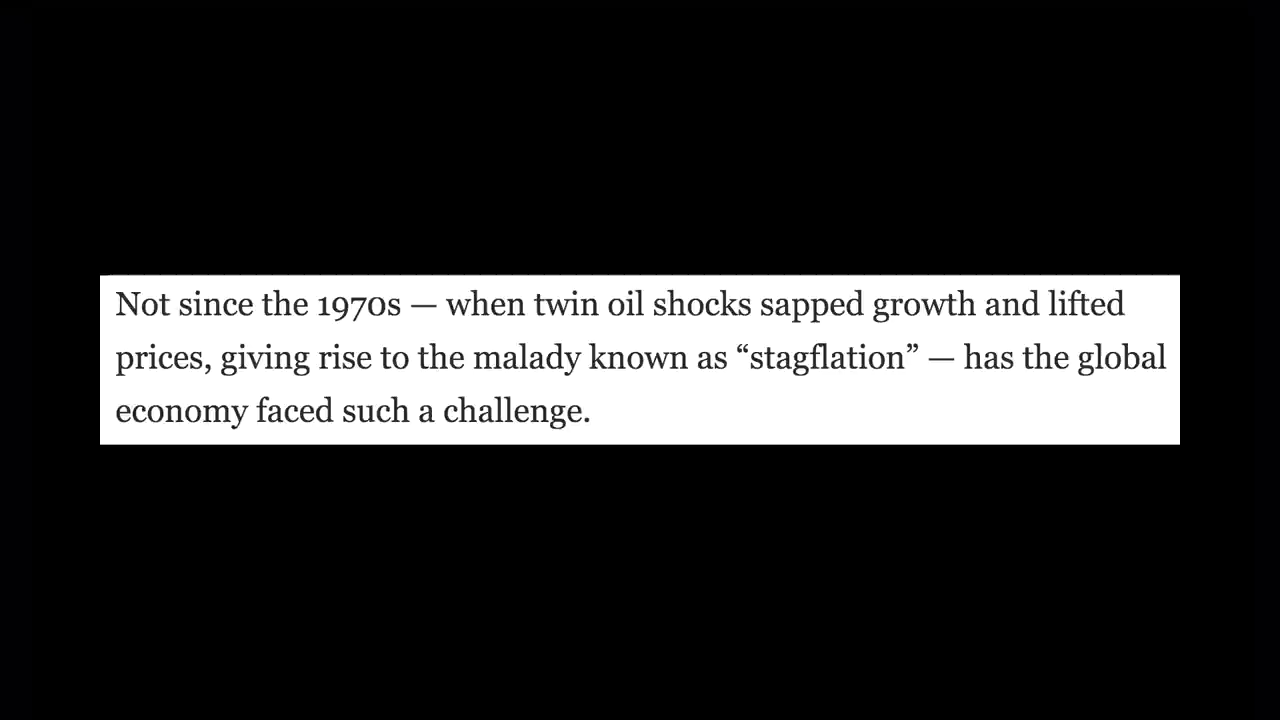 Not since the 1970s — when twin oil shocks sapped growth and lifted
prices, giving rise to the malady known as “stagflation” — has the global
economy faced such a challenge.